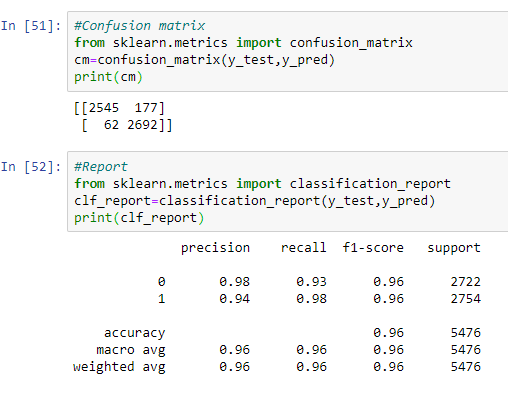 In [51]: #Confusion matrix
from sklearn.metrics import confusion_matrix
cm=confusion_matrix(y_test,y_pred)
print(cm)
[[2545  177]
 [  62 2692]]
In [52]: #Report
from sklearn.metrics import classification_report
clf_report=classification_report(y_test,y_pred)
print(clf_report)
precision    recall  f1-score   support
0       0.98      0.93      0.96      2722
1       0.94      0.98      0.96      2754
accuracy                           0.96      5476
macro avg       0.96      0.96      0.96      5476
weighted avg       0.96      0.96      0.96      5476